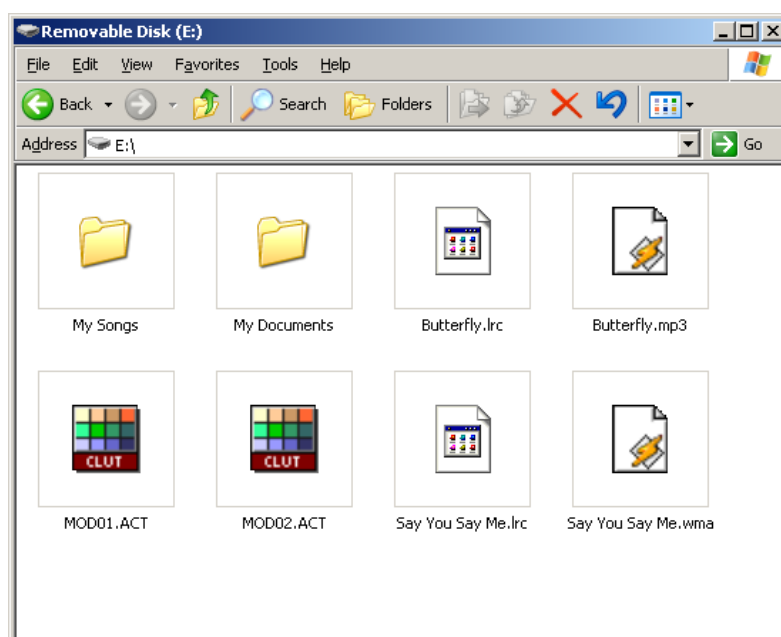 Removable Disk (E:)
File Edit View Favorites Tools Help
Back Search Folders
Address E:\ Go
My Songs My Documents Butterfly.lrc Butterfly.mp3
CLUT CLUT
MOD01.ACT MOD02.ACT Say You Say Me.lrc Say You Say Me.wma